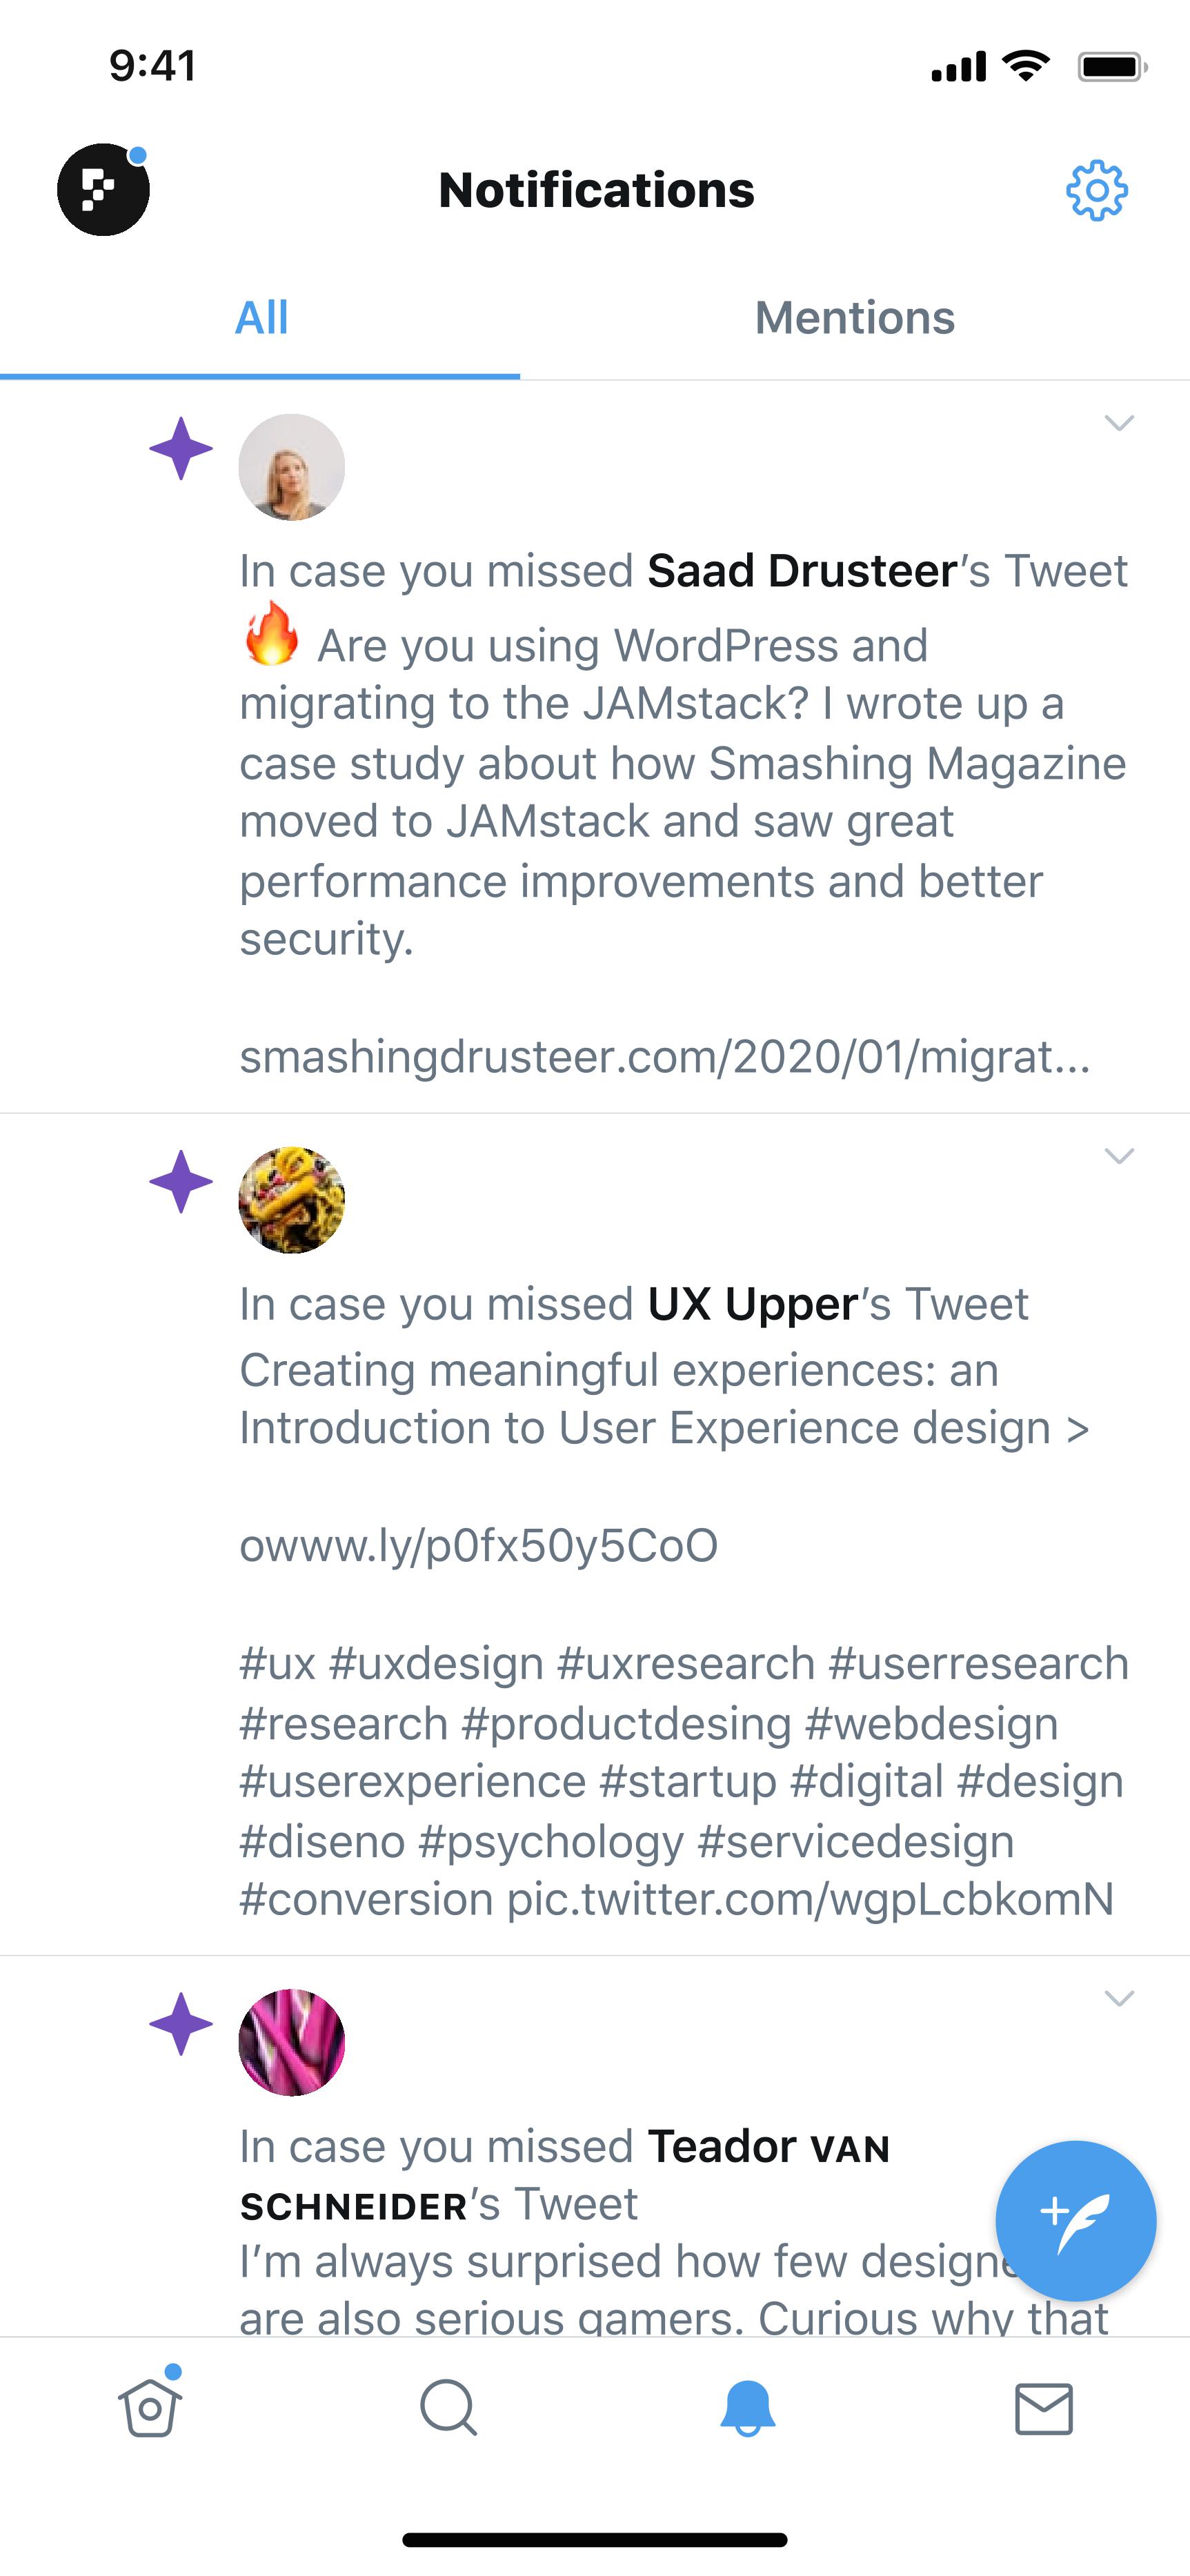 9:41
Notifications
All
Mentions
In case you missed Saad Drusteer’s Tweet
🔥 Are you using WordPress and
migrating to the JAMstack? I wrote up a
case study about how Smashing Magazine
moved to JAMstack and saw great
performance improvements and better
security.
smashingdrusteer.com/2020/01/migrat...
In case you missed UX Upper’s Tweet
Creating meaningful experiences: an
Introduction to User Experience design >
owww.ly/p0fx50y5CoO
#ux #uxdesign #uxresearch #userresearch
#research #productdesing #webdesign
#userexperience #startup #digital #design
#diseno #psychology #servicedesign
#conversion pic.twitter.com/wgpLcbkomN
In case you missed Teador VAN
SCHNEIDER’s Tweet
I’m always surprised how few
are also serious gamers. Curious why that